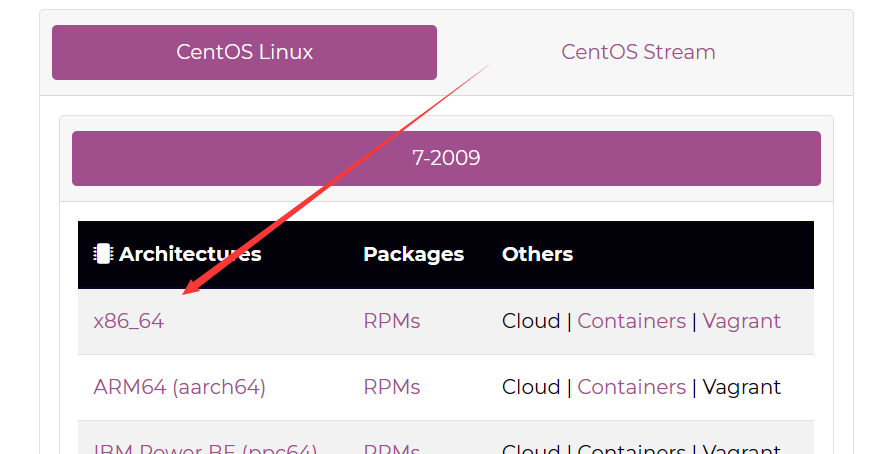 CentOS Linux CentOS Stream
7-2009
Architectures Packages Others
x86_64 RPMs Cloud | Containers | Vagrant
ARM64 (aarch64) RPMs Cloud | Containers | Vagrant
IBM Power BE (ppc64) RPMs Cloud | Containers | Vagrant